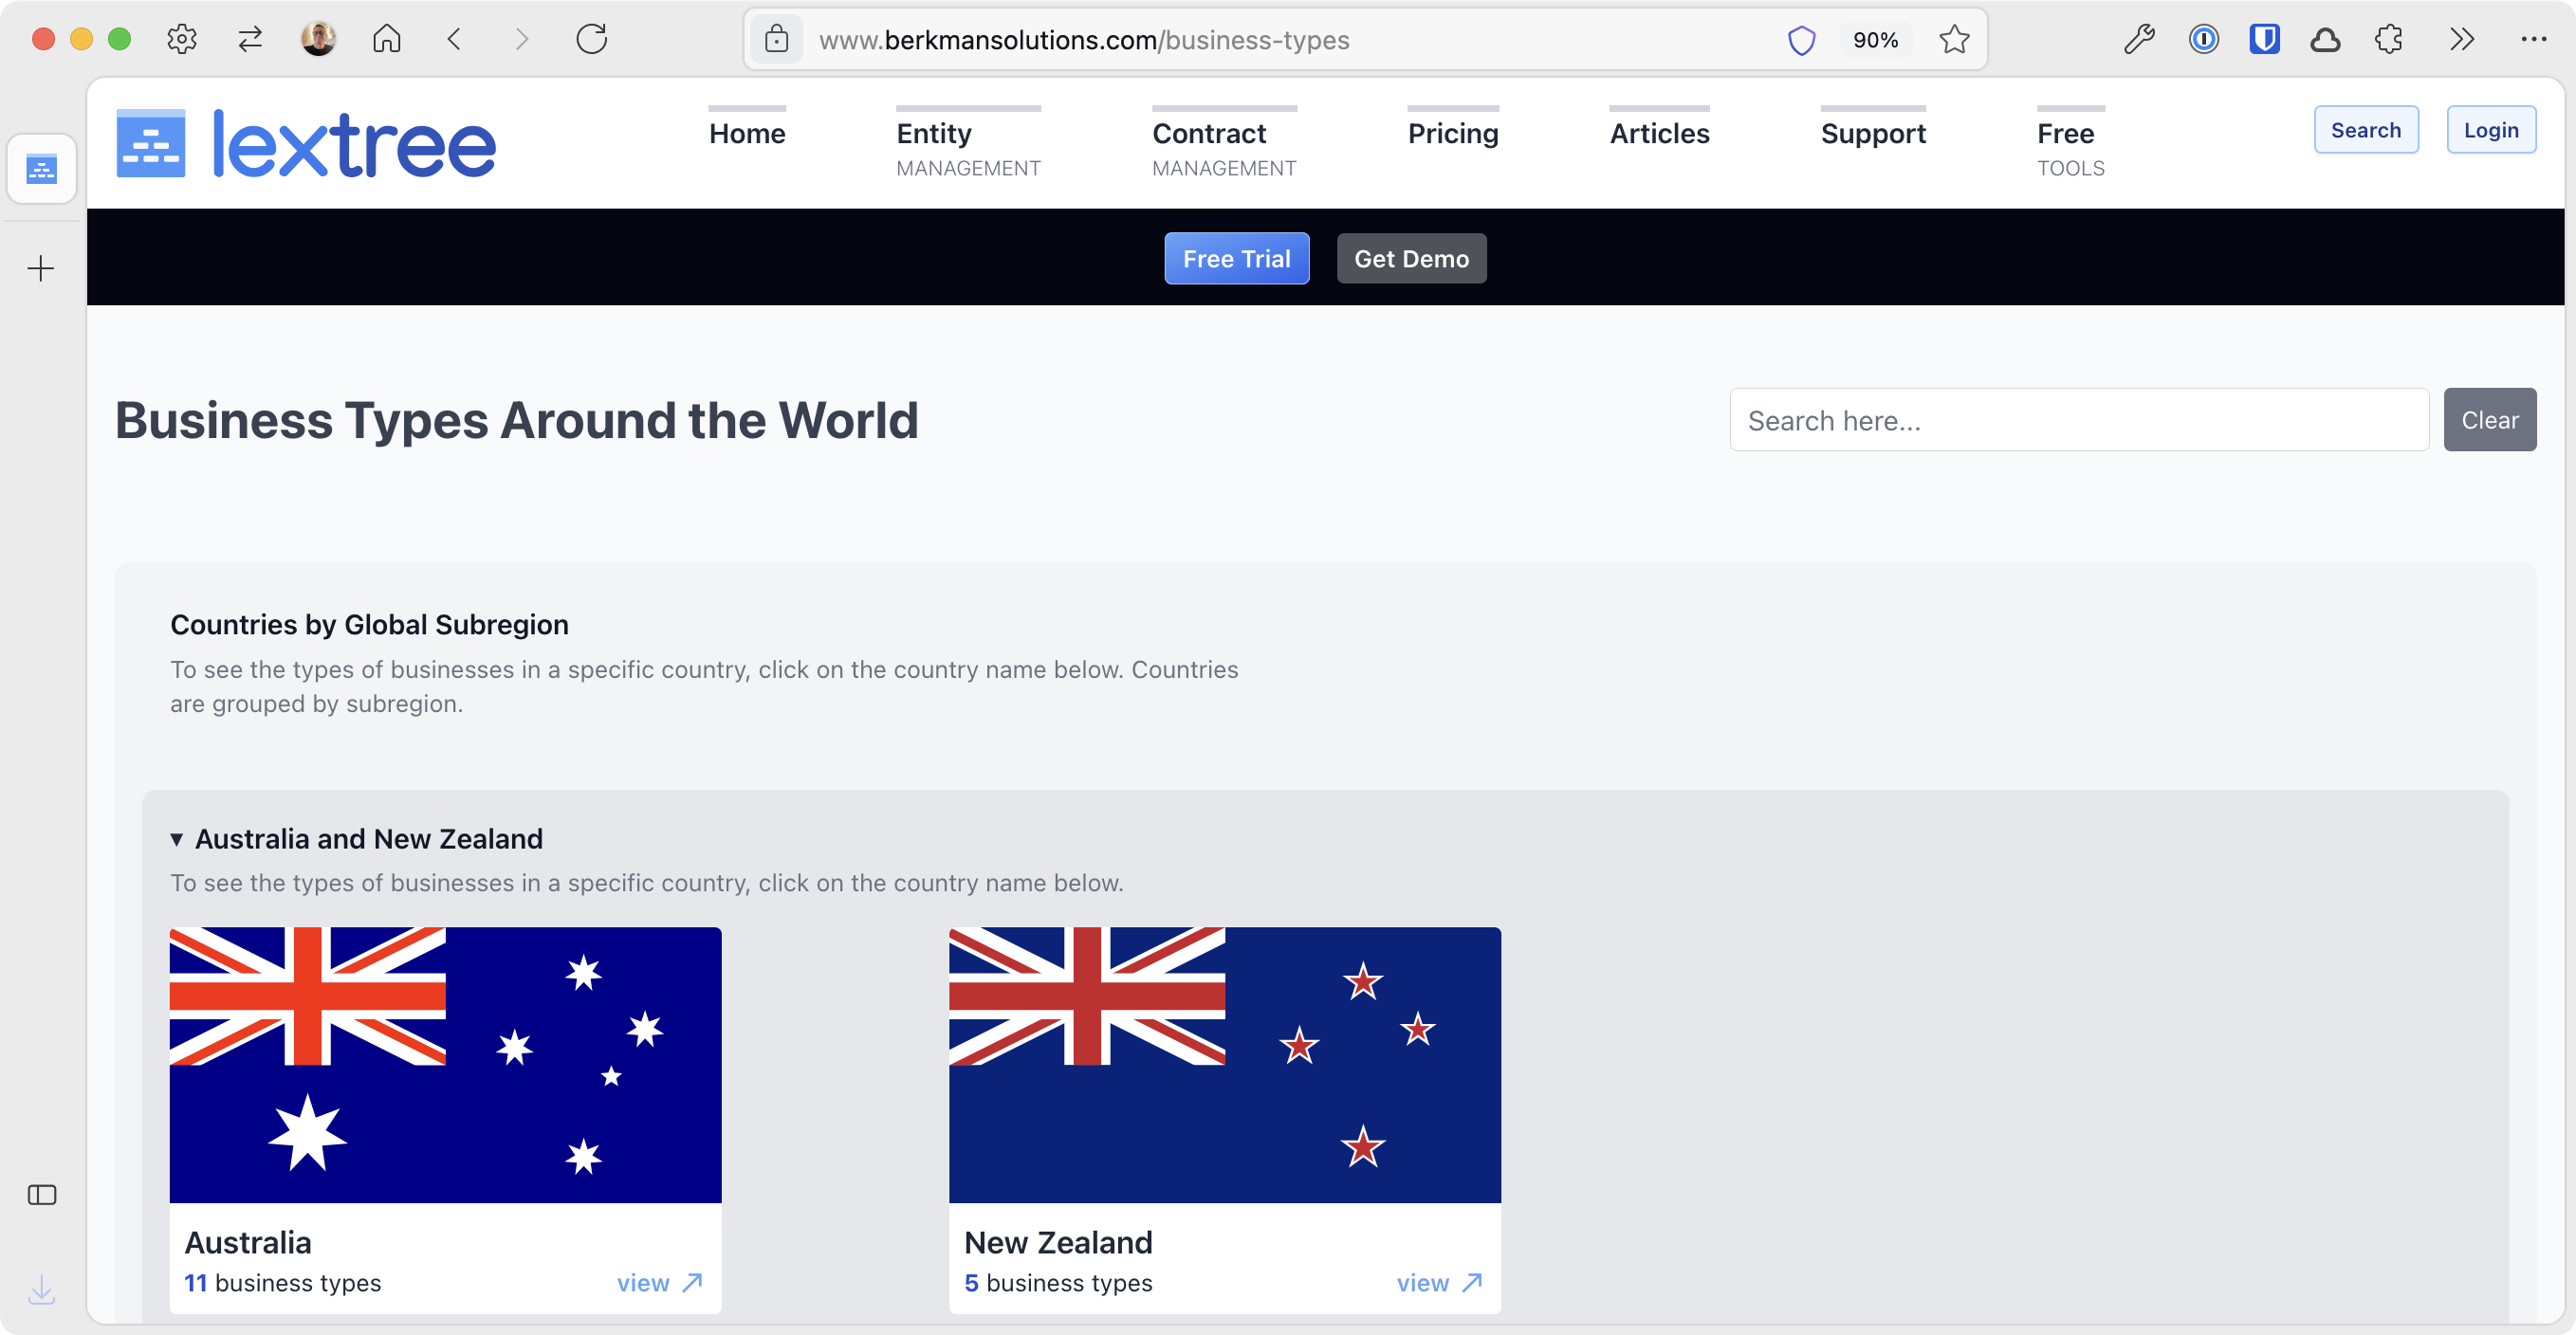 www.berkmansolutions.com/business-types
90%
lextree
Home
Entity
MANAGEMENT
Contract
MANAGEMENT
Pricing
Articles
Support
Free
TOOLS
Search
Login
Free Trial
Get Demo
Business Types Around the World
Search here...
Clear
Countries by Global Subregion
To see the types of businesses in a specific country, click on the country name below. Countries
are grouped by subregion.
▼ Australia and New Zealand
To see the types of businesses in a specific country, click on the country name below.
Australia
11 business types
view
New Zealand
5 business types
view